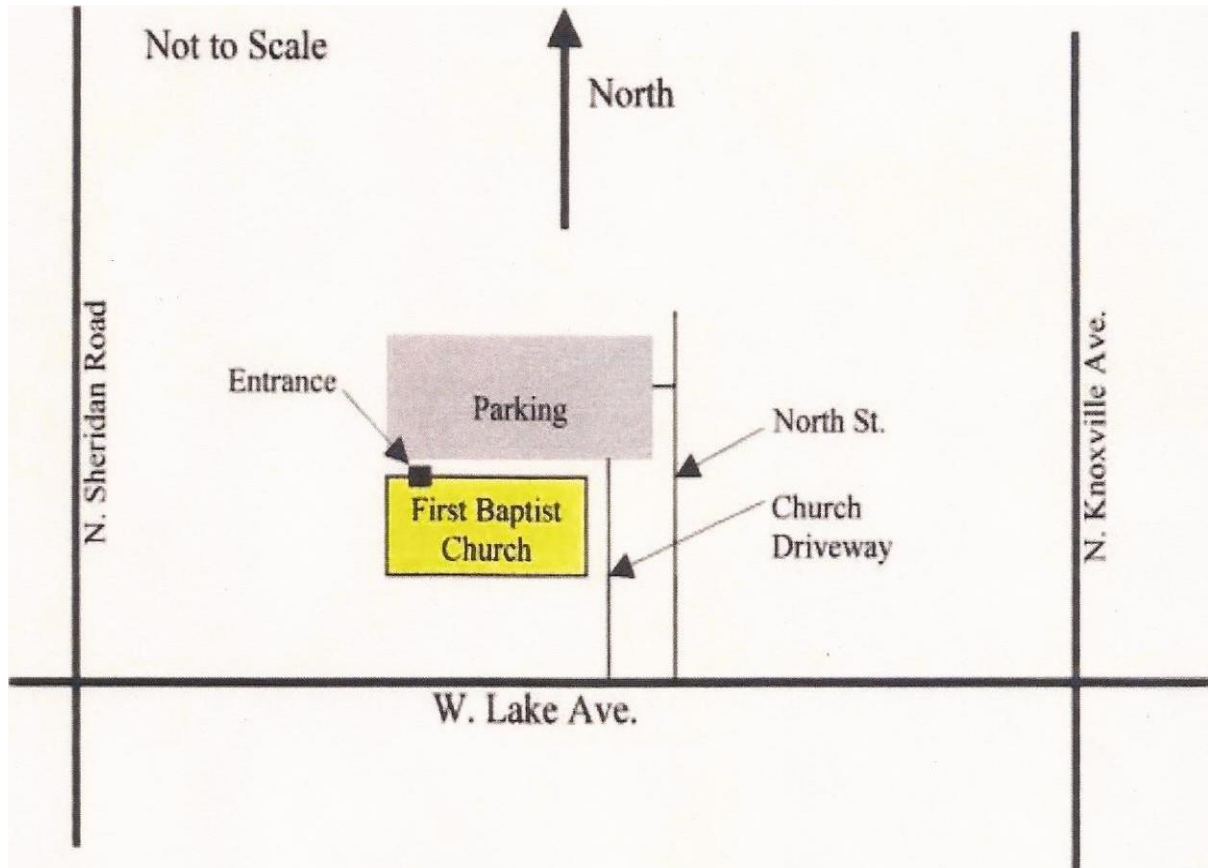 Not to Scale
North
N. Sheridan Road
Entrance
Parking
North St.
First Baptist
Church
Church
Driveway
N. Knoxville Ave.
W. Lake Ave.